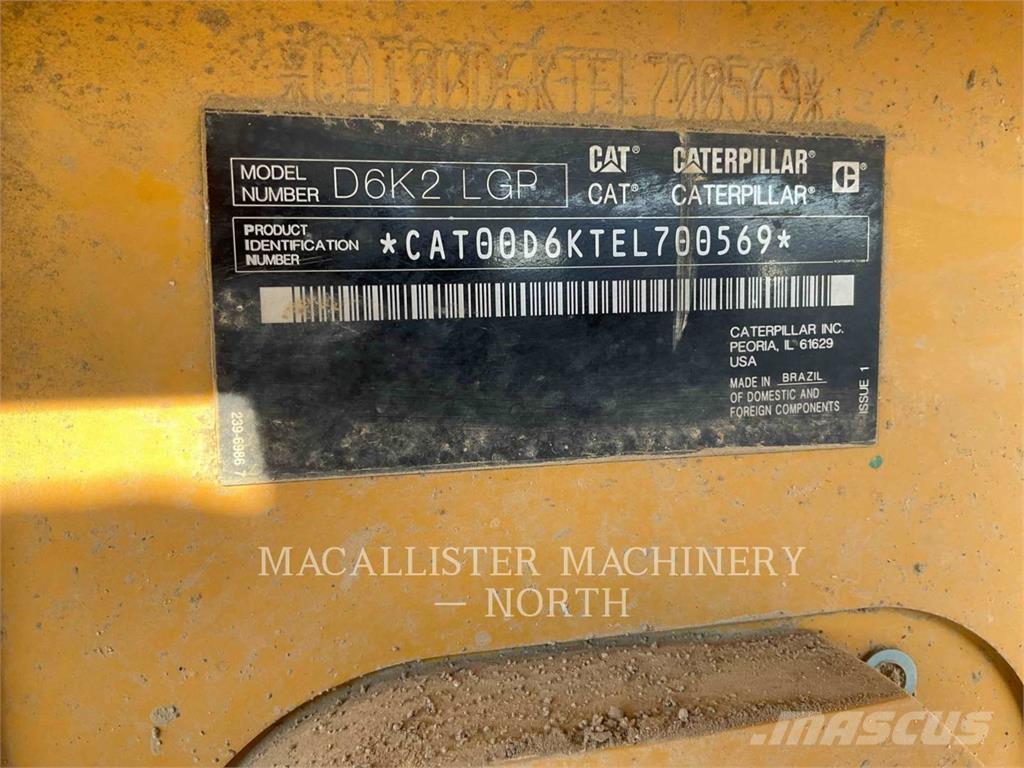 *CAT00D6KTEL700569*
MODEL
NUMBER
D6K2 LGP
CAT® CATERPILLAR®
CAT® CATERPILLAR®
PRODUCT
IDENTIFICATION
NUMBER
*CAT00D6KTEL700569*
CATERPILLAR INC.
PEORIA, IL 61629
USA
MADE IN BRAZIL
OF DOMESTIC AND
FOREIGN COMPONENTS
ISSUE 1
239-6986 7
MACALLISTER MACHINERY
— NORTH
MASCUS